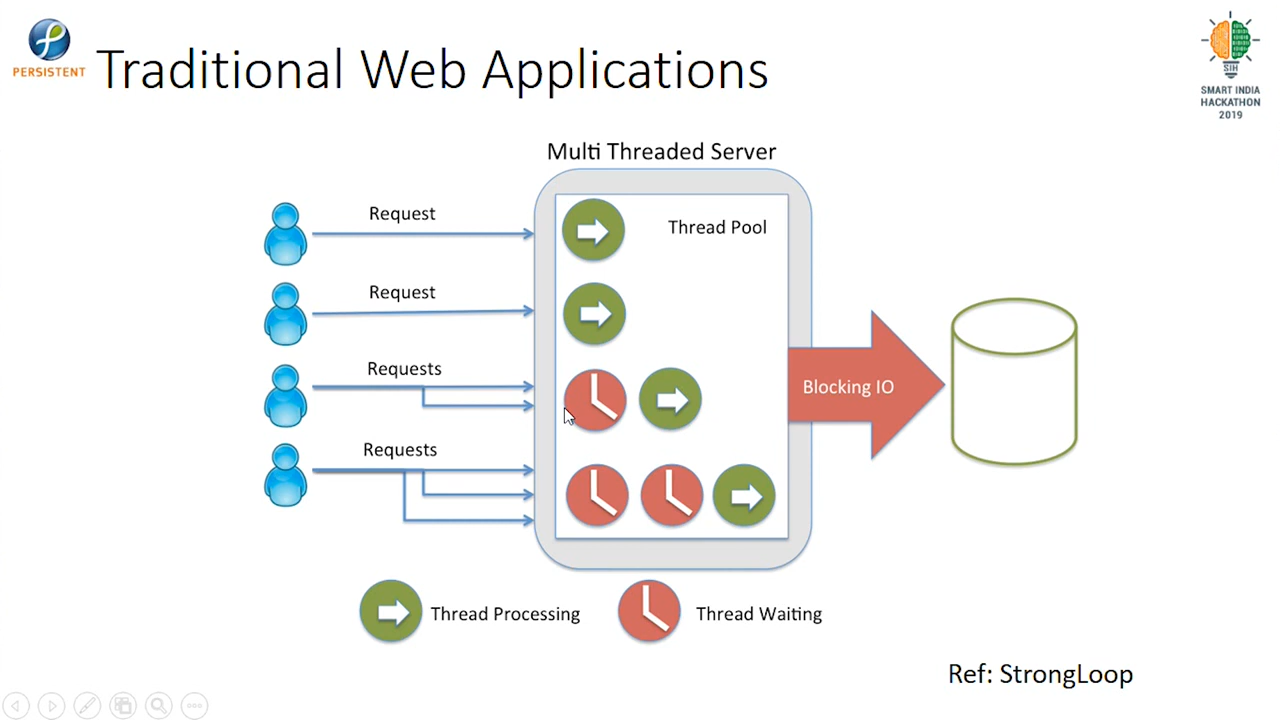 PERSISTENT
Traditional Web Applications
SIH
SMART INDIA
HACKATHON
2019
Multi Threaded Server
Request
Thread Pool
Request
Requests
Blocking IO
Requests
Thread Processing
Thread Waiting
Ref: StrongLoop